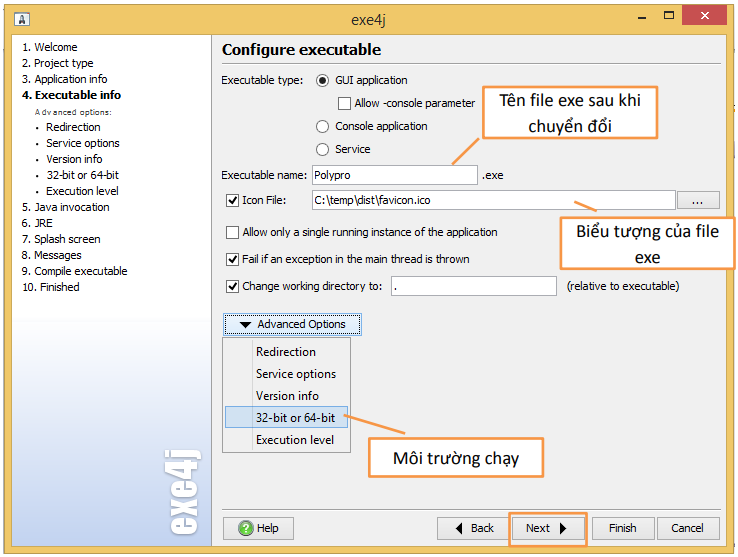 exe4j
1. Welcome
2. Project type
3. Application info
4. Executable info
Advanced options:
• Redirection
• Service options
• Version info
• 32-bit or 64-bit
• Execution level
5. Java invocation
6. JRE
7. Splash screen
8. Messages
9. Compile executable
10. Finished
exe4j
Configure executable
Executable type:
GUI application
Allow -console parameter
Console application
Service
Tên file exe sau khi
chuyển đổi
Executable name:
Polypro
.exe
Icon File:
C:\temp\dist\favicon.ico
...
Biểu tượng của file
exe
Allow only a single running instance of the application
Fail if an exception in the main thread is thrown
Change working directory to:
.
(relative to executable)
Advanced Options
Redirection
Service options
Version info
32-bit or 64-bit
Execution level
Môi trường chạy
Help
Back
Next
Finish
Cancel